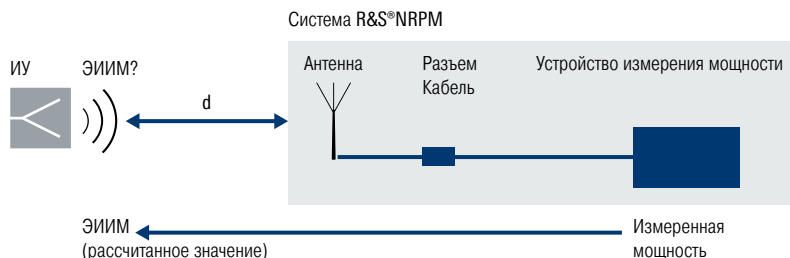 Система R&S®NRPM
ИУ
ЭИИМ?
d
Антенна
Разъем
Кабель
Устройство измерения мощности
ЭИИМ
(рассчитанное значение)
Измеренная
мощность